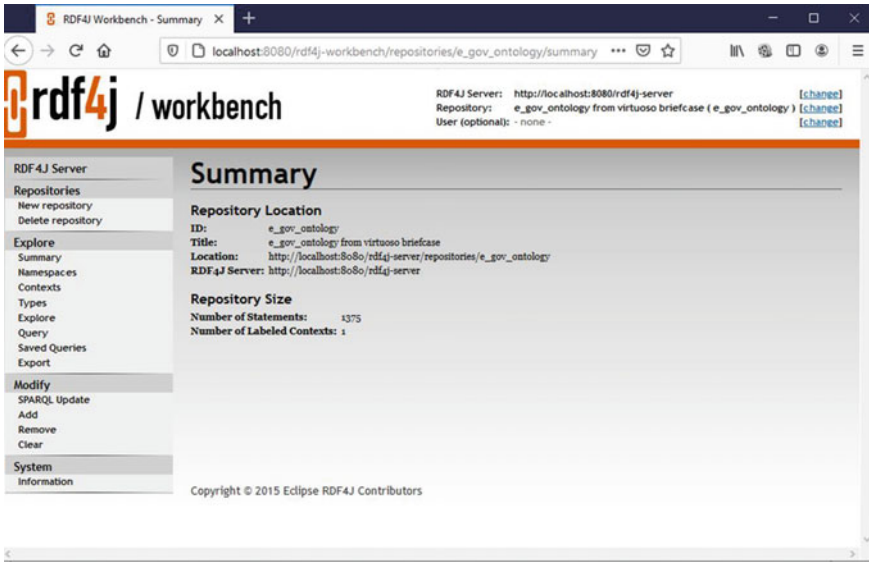 RDF4J Workbench - Summary
localhost:8080/rdf4j-workbench/repositories/e_gov_ontology/summary
rdf4j / workbench
RDF4J Server: http://localhost:8080/rdf4j-server [change]
Repository: e_gov_ontology from virtuoso briefcase ( e_gov_ontology ) [change]
User (optional): - none - [change]
RDF4J Server
Repositories
New repository
Delete repository
Explore
Summary
Namespaces
Contexts
Types
Explore
Query
Saved Queries
Export
Modify
SPARQL Update
Add
Remove
Clear
System
Information
Summary
Repository Location
ID: e_gov_ontology
Title: e_gov_ontology from virtuoso briefcase
Location: http://localhost:8080/rdf4j-server/repositories/e_gov_ontology
RDF4J Server: http://localhost:8080/rdf4j-server
Repository Size
Number of Statements: 1375
Number of Labeled Contexts: 1
Copyright © 2015 Eclipse RDF4J Contributors